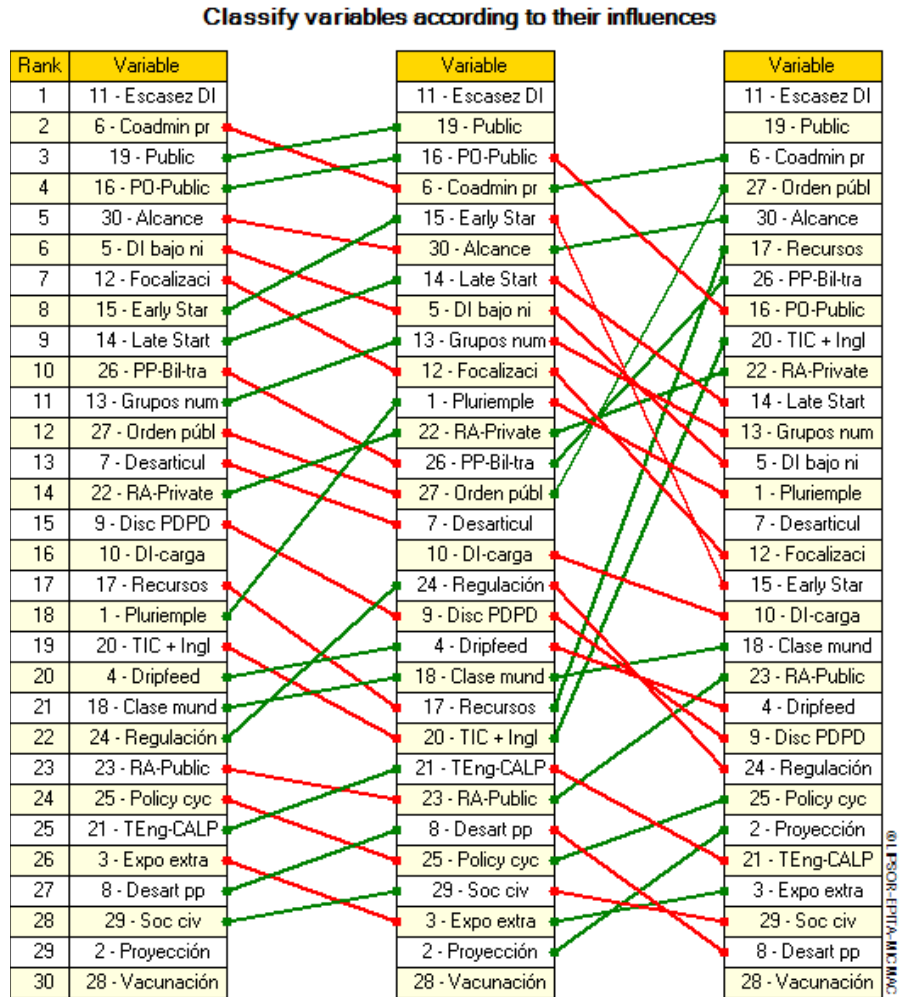 Classify variables according to their influences
Rank Variable Variable Variable
1 11 - Escasez DI 11 - Escasez DI 11 - Escasez DI
2 6 - Coadmin pr 19 - Public 19 - Public
3 19 - Public 16 - PO-Public 6 - Coadmin pr
4 16 - PO-Public 6 - Coadmin pr 27 - Orden públ
5 30 - Alcance 15 - Early Star 30 - Alcance
6 5 - DI bajo ni 30 - Alcance 17 - Recursos
7 12 - Focalizaci 14 - Late Start 26 - PP-Bil-tra
8 15 - Early Star 5 - DI bajo ni 16 - PO-Public
9 14 - Late Start 13 - Grupos num 20 - TIC + Ingl
10 26 - PP-Bil-tra 12 - Focalizaci 22 - RA-Private
11 13 - Grupos num 1 - Pluriemple 14 - Late Start
12 27 - Orden públ 22 - RA-Private 13 - Grupos num
13 7 - Desarticul 26 - PP-Bil-tra 5 - DI bajo ni
14 22 - RA-Private 27 - Orden públ 1 - Pluriemple
15 9 - Disc PDPD 7 - Desarticul 7 - Desarticul
16 10 - DI-carga 10 - DI-carga 12 - Focalizaci
17 17 - Recursos 24 - Regulación 15 - Early Star
18 1 - Pluriemple 9 - Disc PDPD 10 - DI-carga
19 20 - TIC + Ingl 4 - Dripfeed 18 - Clase mund
20 4 - Dripfeed 18 - Clase mund 23 - RA-Public
21 18 - Clase mund 17 - Recursos 4 - Dripfeed
22 24 - Regulación 20 - TIC + Ingl 9 - Disc PDPD
23 23 - RA-Public 21 - TEng-CALP 24 - Regulación
24 25 - Policy cyc 23 - RA-Public 25 - Policy cyc
25 21 - TEng-CALP 8 - Desart pp 2 - Proyección
26 3 - Expo extra 25 - Policy cyc 21 - TEng-CALP
27 8 - Desart pp 29 - Soc civ 3 - Expo extra
28 29 - Soc civ 3 - Expo extra 29 - Soc civ
29 2 - Proyección 2 - Proyección 8 - Desart pp
30 28 - Vacunación 28 - Vacunación 28 - Vacunación
© LIPSOR-EPITA-MICMAC